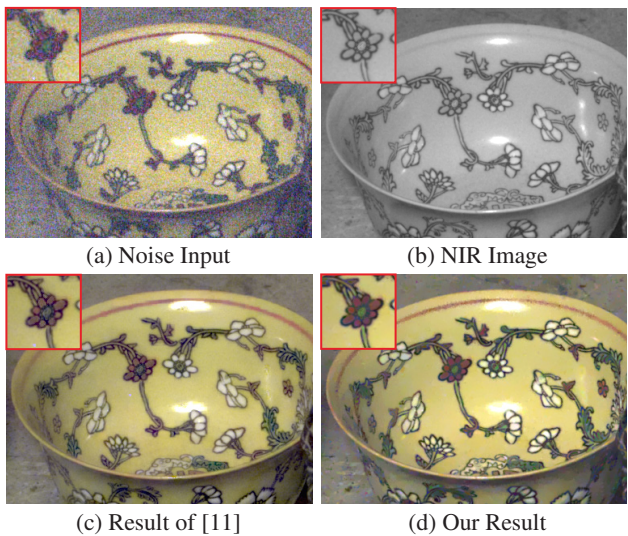 (a) Noise Input
(b) NIR Image
(c) Result of [11]
(d) Our Result